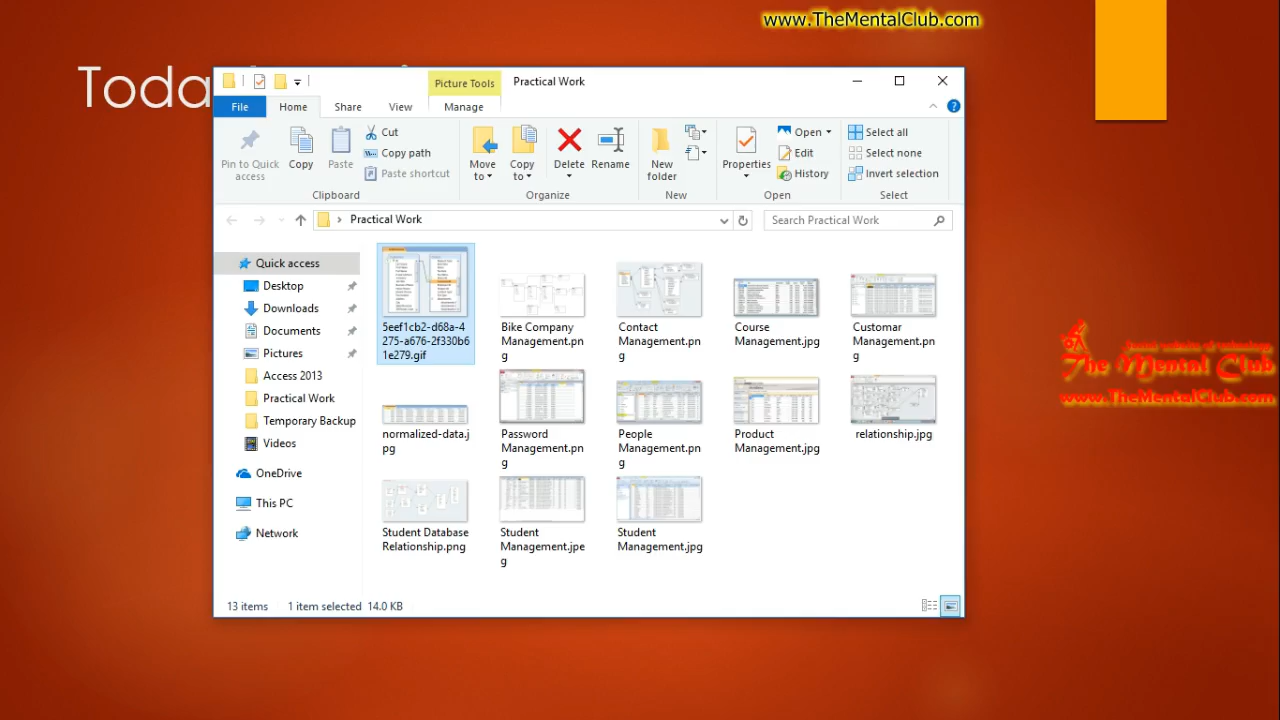 www.TheMentalClub.com
Toda
Picture Tools
Practical Work
File
Home
Share
View
Manage
Pin to Quick
access
Copy
Paste
Cut
Copy path
Paste shortcut
Move
to
Copy
to
Delete
Rename
New
folder
Properties
Open
Edit
History
Select all
Select none
Invert selection
Clipboard
Organize
New
Open
Select
Practical Work
Search Practical Work
Quick access
Desktop
Downloads
Documents
Pictures
Access 2013
Practical Work
Temporary Backup
Videos
OneDrive
This PC
Network
5eef1cb2-d68a-4
275-a676-2f330b6
1e279.gif
Bike Company
Management.pn
g
Contact
Management.pn
g
Course
Management.jpg
Customar
Management.pn
g
normalized-data.j
pg
Password
Management.pn
g
People
Management.pn
g
Product
Management.jpg
relationship.jpg
Student Database
Relationship.png
Student
Management.jpe
g
Student
Management.jpg
13 items
1 item selected
14.0 KB
The Mental Club
www.TheMentalClub.com